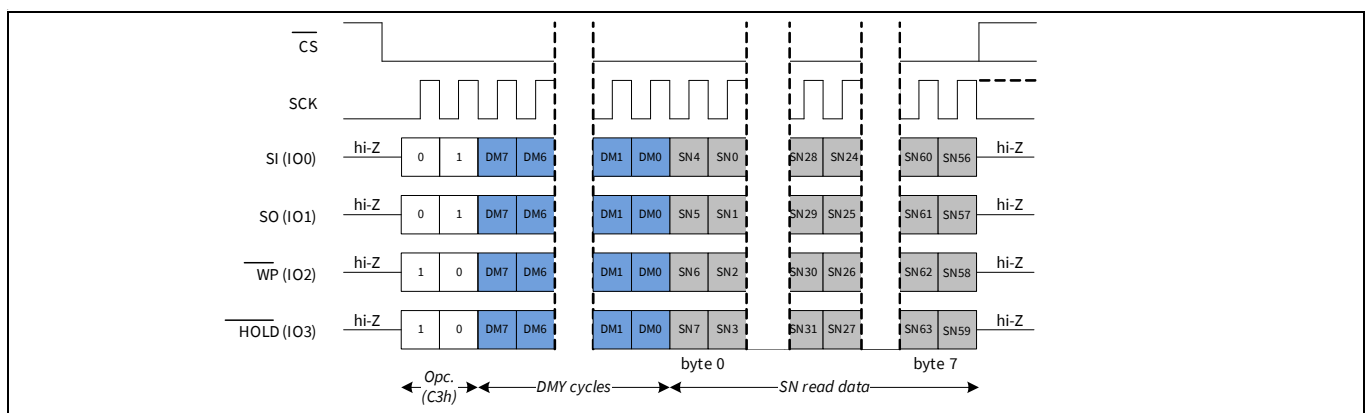 CS
SCK
SI (IO0) hi-Z 0 1 DM7 DM6 DM1 DM0 SN4 SN0 SN28 SN24 SN60 SN56 hi-Z
SO (IO1) hi-Z 0 1 DM7 DM6 DM1 DM0 SN5 SN1 SN29 SN25 SN61 SN57 hi-Z
WP (IO2) hi-Z 1 0 DM7 DM6 DM1 DM0 SN6 SN2 SN30 SN26 SN62 SN58 hi-Z
HOLD (IO3) hi-Z 1 0 DM7 DM6 DM1 DM0 SN7 SN3 SN31 SN27 SN63 SN59 hi-Z
byte 0 byte 7
Opc. DMY cycles SN read data
(C3h)